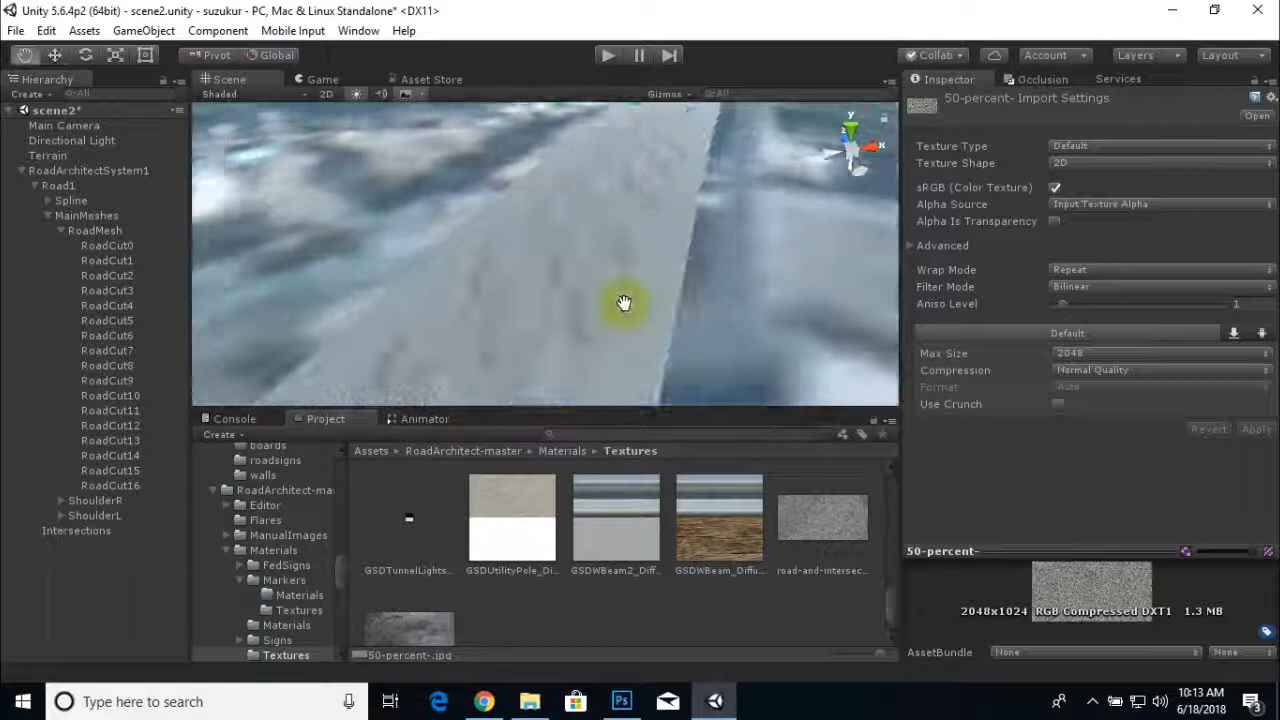 Unity 5.6.4p2 (64bit) - scene2.unity - suzukur - PC, Mac & Linux Standalone* <DX11>
File Edit Assets GameObject Component Mobile Input Window Help
Pivot Global Collab Account Layers Layout
Hierarchy Scene Game Asset Store Inspector Occlusion Services
Create All Shaded 2D Gizmos All 50-percent- Import Settings
Open
scene2*
Main Camera
Directional Light
Terrain
RoadArchitectSystem1
Road1
Spline
MainMeshes
RoadMesh
RoadCut0
RoadCut1
RoadCut2
RoadCut3
RoadCut4
RoadCut5
RoadCut6
RoadCut7
RoadCut8
RoadCut9
RoadCut10
RoadCut11
RoadCut12
RoadCut13
RoadCut14
RoadCut15
RoadCut16
ShoulderR
ShoulderL
Intersections
y
z
x
Texture Type Default
Texture Shape 2D
sRGB (Color Texture)
Alpha Source Input Texture Alpha
Alpha Is Transparency
Advanced
Wrap Mode Repeat
Filter Mode Bilinear
Aniso Level 1
Default
Max Size 2048
Compression Normal Quality
Format Auto
Use Crunch
Revert Apply
Console Project Animator
Create
boards
roadsigns
walls
RoadArchitect-ma
Editor
Flares
ManualImages
Materials
FedSigns
Markers
Materials
Textures
Materials
Signs
Textures
Assets RoadArchitect-master Materials Textures
GSDTunnelLights... GSDUtilityPole_Di... GSDWBeam2_Diff... GSDWBeam_Diffu... road-and-intersec...
50-percent-.jpg
50-percent-
2048x1024 RGB Compressed DXT1 1.3 MB
AssetBundle None None
Type here to search
10:13 AM
6/18/2018
3